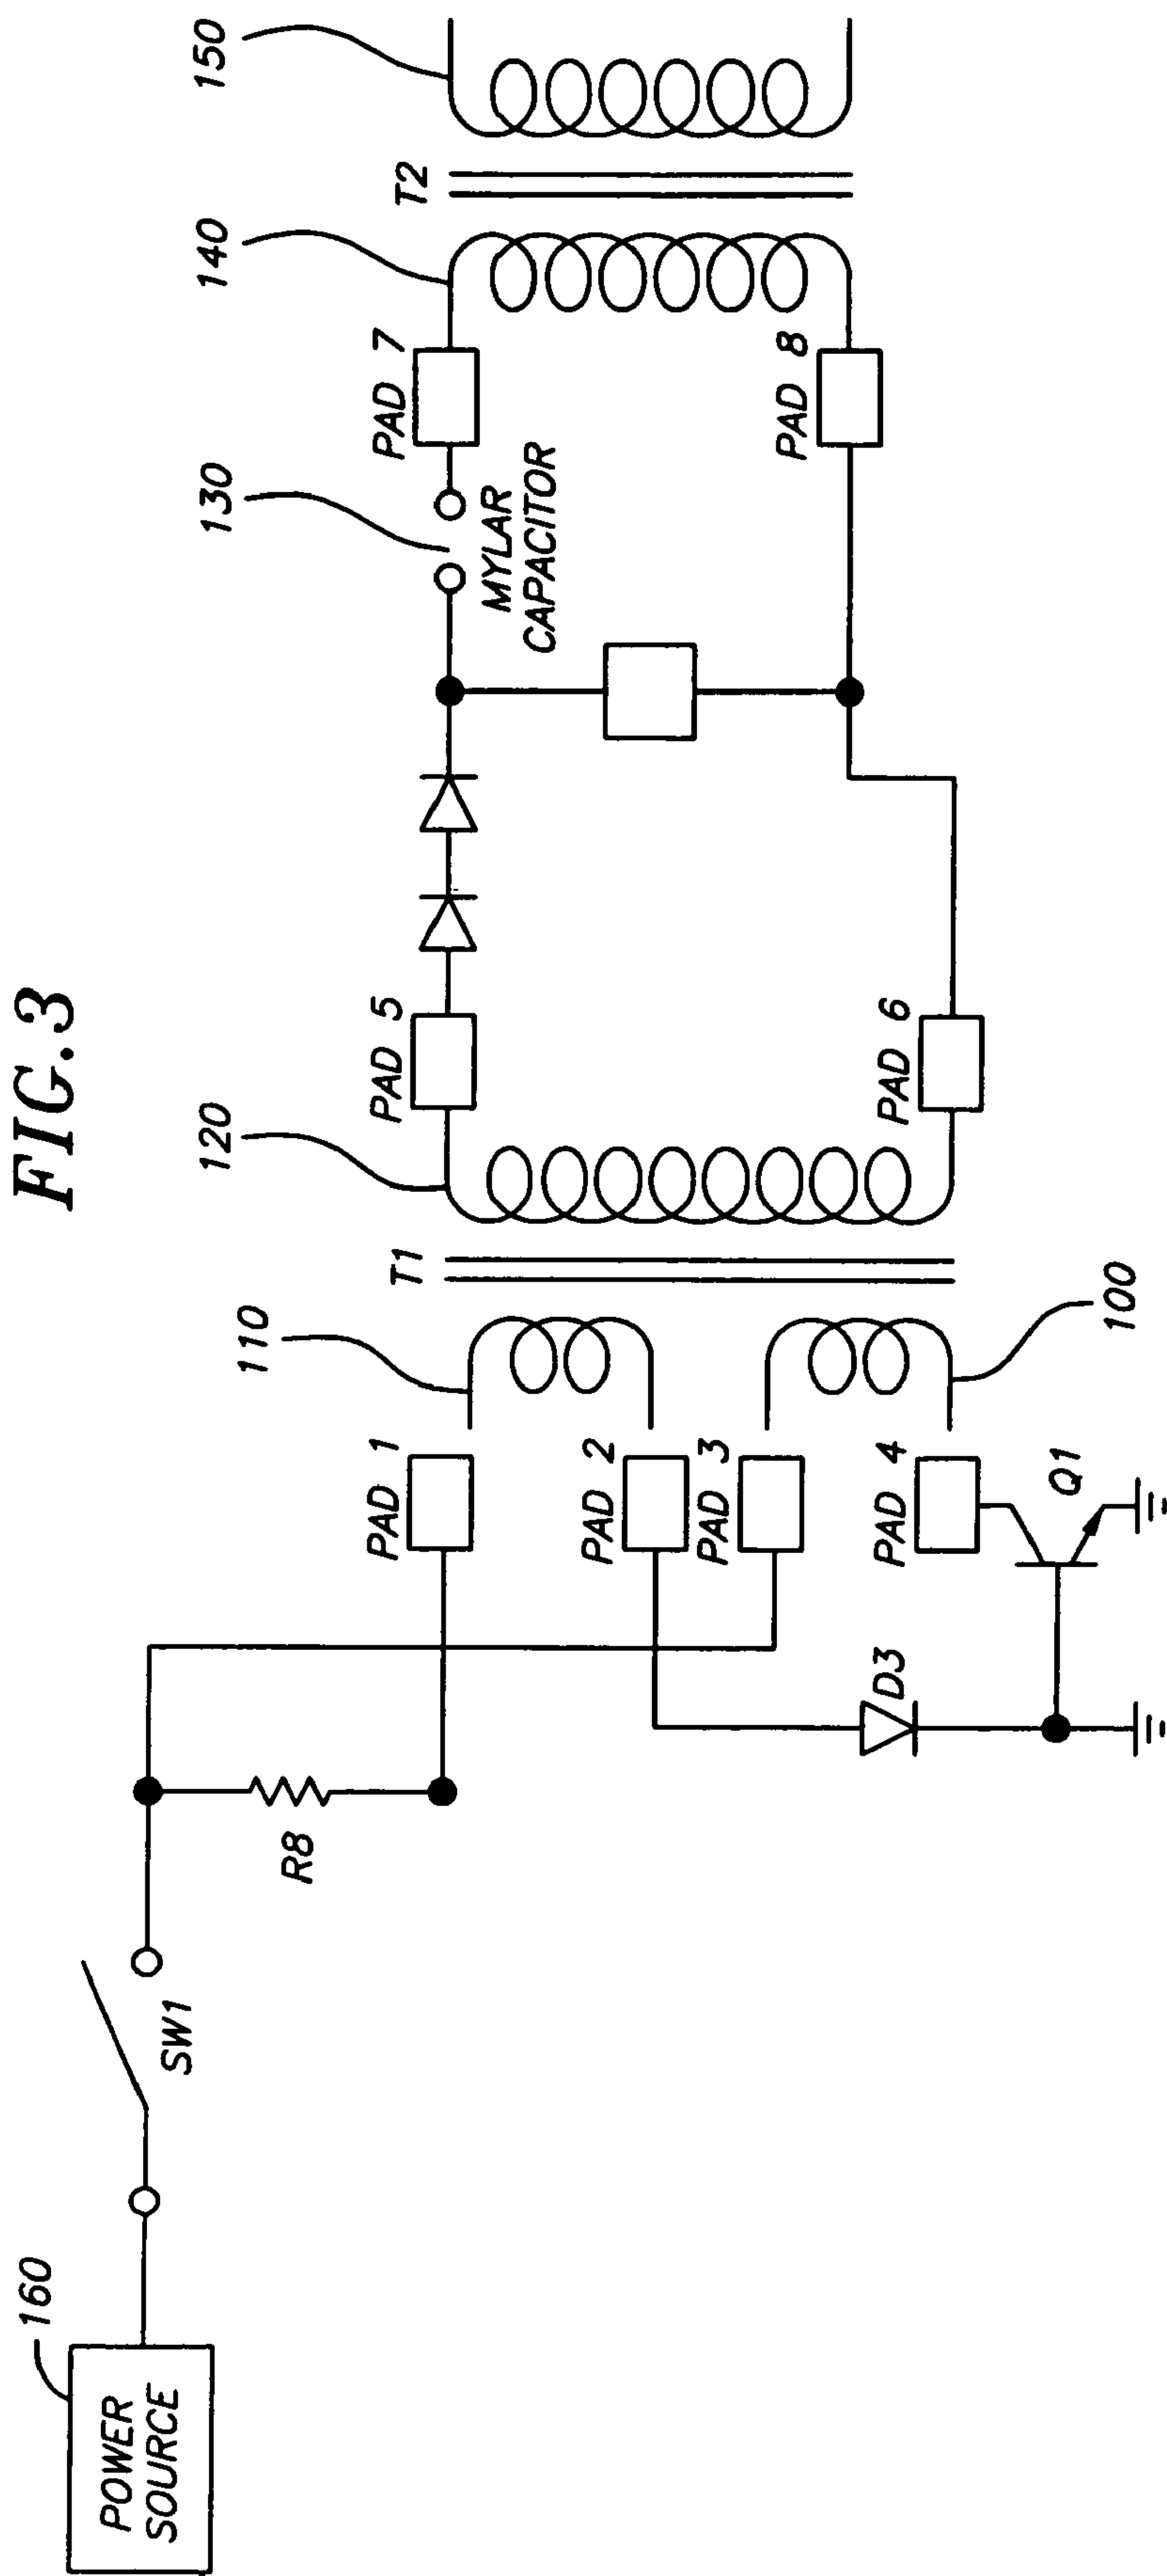 FIG.3
160
POWER
SOURCE
SW1
R8
PAD 1
110
PAD 2
PAD 3
PAD 4
100
D3
Q1
T1
120
PAD 5
PAD 6
130
MYLAR
CAPACITOR
PAD 7
PAD 8
140
T2
150